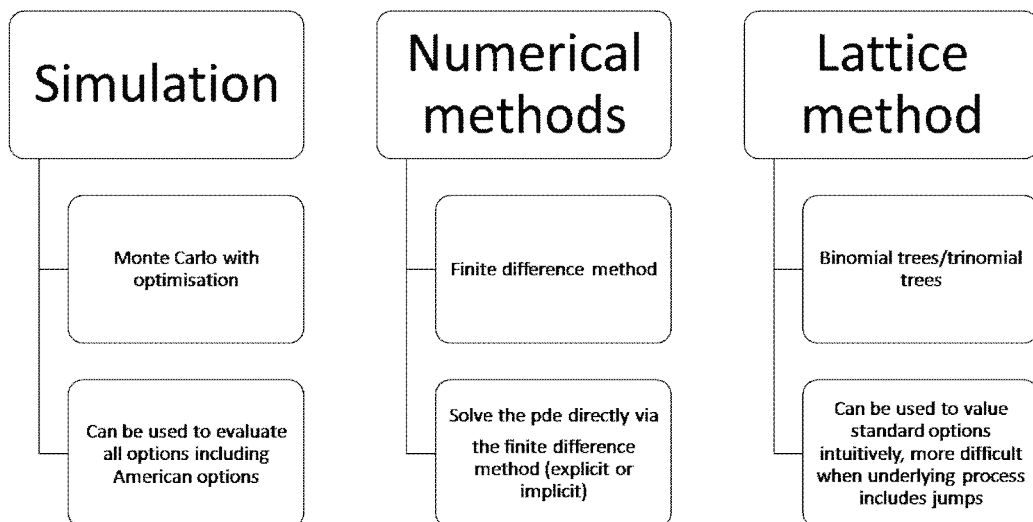 Simulation
Monte Carlo with
optimisation
Can be used to evaluate
all options including
American options
Numerical
methods
Finite difference method
Solve the pde directly via
the finite difference
method (explicit or
implicit)
Lattice
method
Binomial trees/trinomial
trees
Can be used to value
standard options
intuitively, more difficult
when underlying process
includes jumps